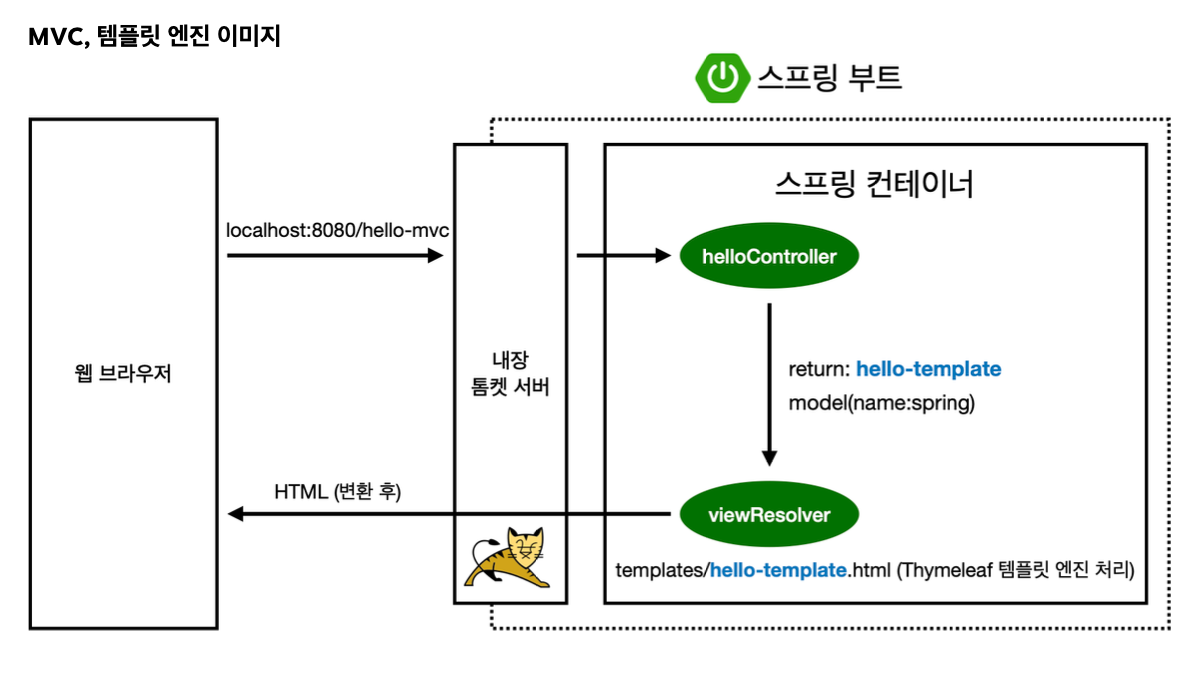 MVC, 템플릿 엔진 이미지
스프링 부트
스프링 컨테이너
localhost:8080/hello-mvc
helloController
웹 브라우저
내장
톰켓 서버
return: hello-template
model(name:spring)
HTML (변환 후)
viewResolver
templates/hello-template.html (Thymeleaf 템플릿 엔진 처리)